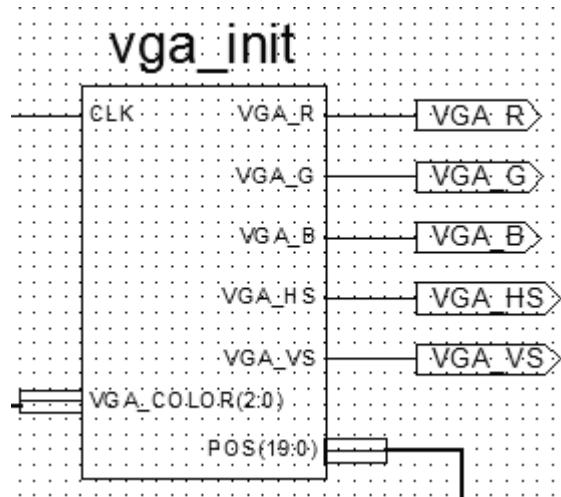 vga_init
CLK VGA_R VGA_R
VGA_G VGA_G
VGA_B VGA_B
VGA_HS VGA_HS
VGA_VS VGA_VS
VGA_COLOR(2:0)
POS(19:0)